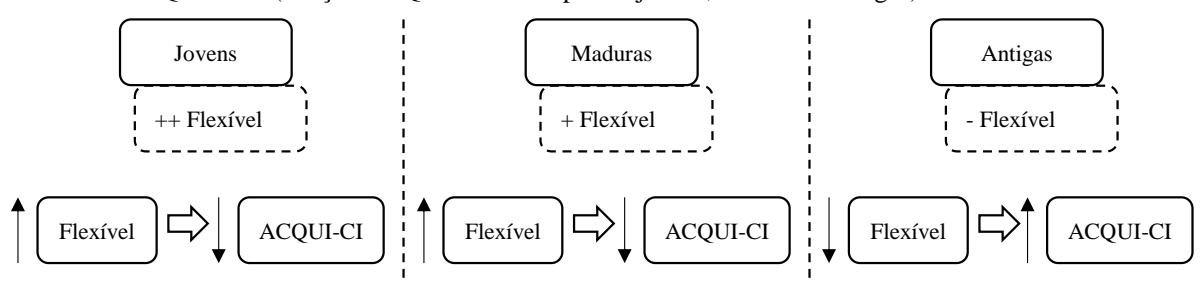 Jovens
Maduras
Antigas
++ Flexível
+ Flexível
- Flexível
Flexível
ACQUI-CI
Flexível
ACQUI-CI
Flexível
ACQUI-CI